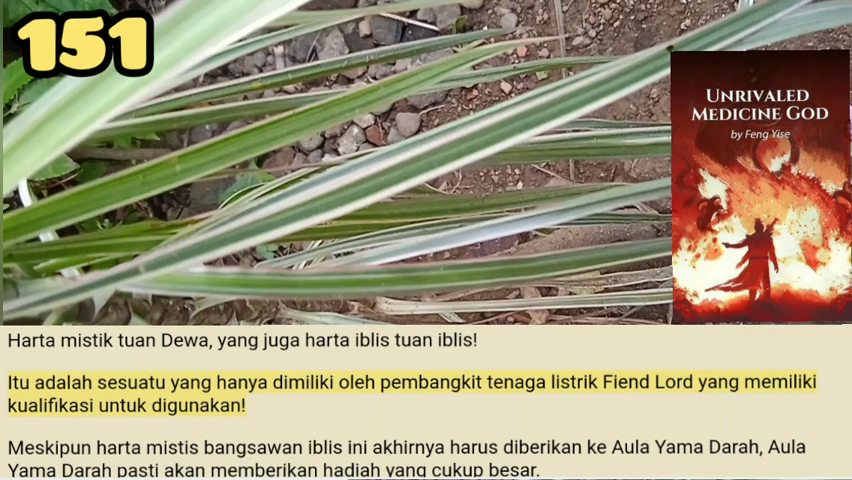 151
UNRIVALED
MEDICINE GOD
by Feng Yise
Harta mistik tuan Dewa, yang juga harta iblis tuan iblis!
Itu adalah sesuatu yang hanya dimiliki oleh pembangkit tenaga listrik Fiend Lord yang memiliki
kualifikasi untuk digunakan!
Meskipun harta mistis bangsawan iblis ini akhirnya harus diberikan ke Aula Yama Darah, Aula
Yama Darah pasti akan memberikan hadiah yang cukup besar.